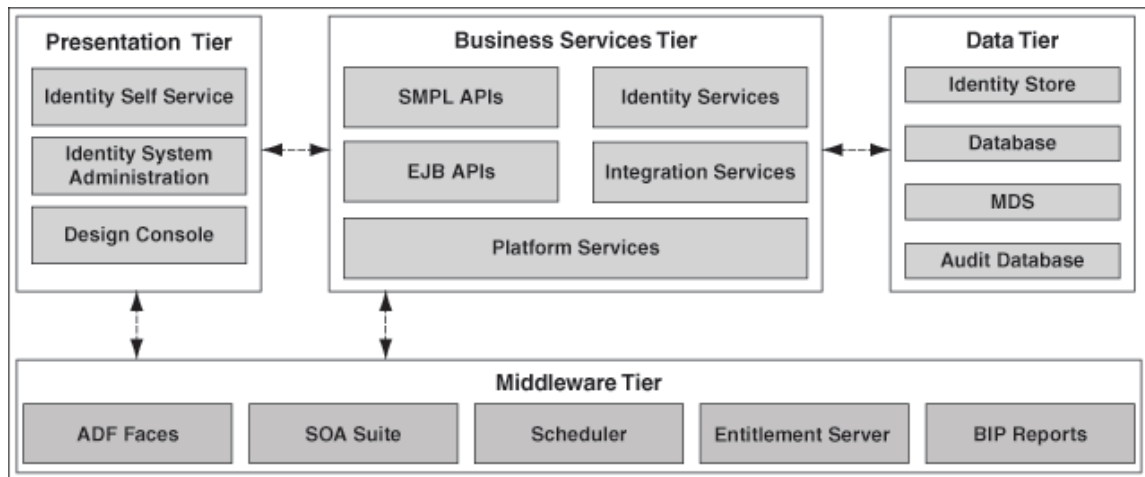 Presentation Tier
Identity Self Service
Identity System
Administration
Design Console
Business Services Tier
SMPL APIs
Identity Services
EJB APIs
Integration Services
Platform Services
Data Tier
Identity Store
Database
MDS
Audit Database
Middleware Tier
ADF Faces
SOA Suite
Scheduler
Entitlement Server
BIP Reports